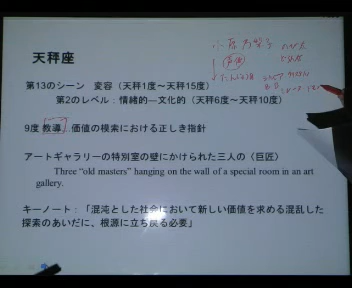 天秤座
第13のシーン　変容（天秤1度～天秤15度）
第2のレベル：情緒的―文化的（天秤6度～天秤10度）
9度 教導．価値の模索における正しき指針
アートギャラリーの特別室の壁にかけられた三人の〈巨匠〉
Three “old masters” hanging on the wall of a special room in an art
gallery.
キーノート：「混沌とした社会において新しい価値を求める混乱した
探索のあいだに、根源に立ち戻る必要」